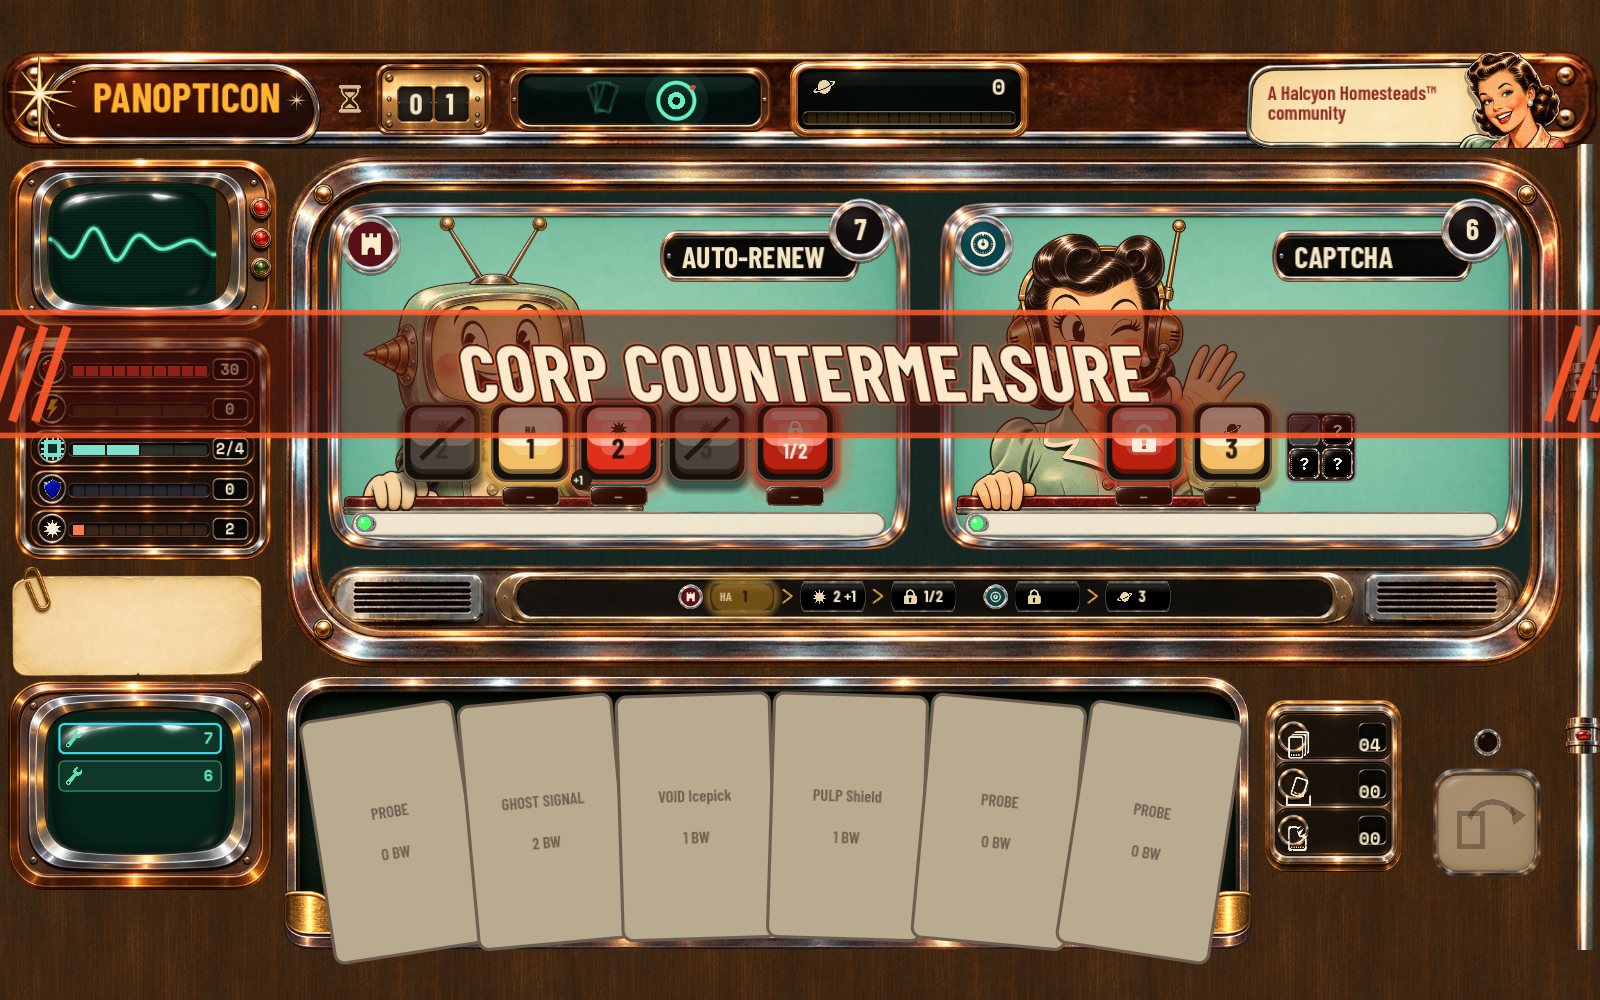 PANOPTICON
0 1
0
A Halcyon Homesteads™
community
AUTO-RENEW
7
CAPTCHA
6
CORP COUNTERMEASURE
30
0
2/4
0
2
2
HA
1
2
+1
3
1/2
3
?
? ?
HA 1
2 +1
1/2
3
7
6
PROBE
0 BW
GHOST SIGNAL
2 BW
VOID Icepick
1 BW
PULP Shield
1 BW
PROBE
0 BW
PROBE
0 BW
04
00
00